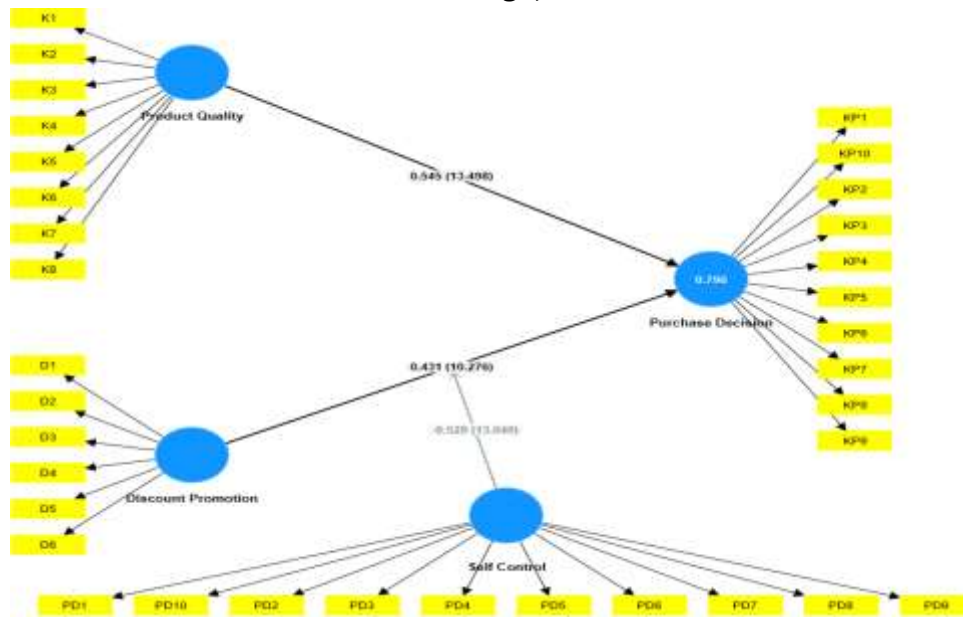 K1
K2
K3
K4
K5
K6
K7
K8
Product Quality
0.545 (13.498)
KP1
KP10
KP2
KP3
KP4
KP5
KP6
KP7
KP8
KP9
Purchase Decision
0.431 (10.276)
D1
D2
D3
D4
D5
D6
Discount Promotion
Self Control
PD1 PD10 PD2 PD3 PD4 PD5 PD6 PD7 PD8 PD9